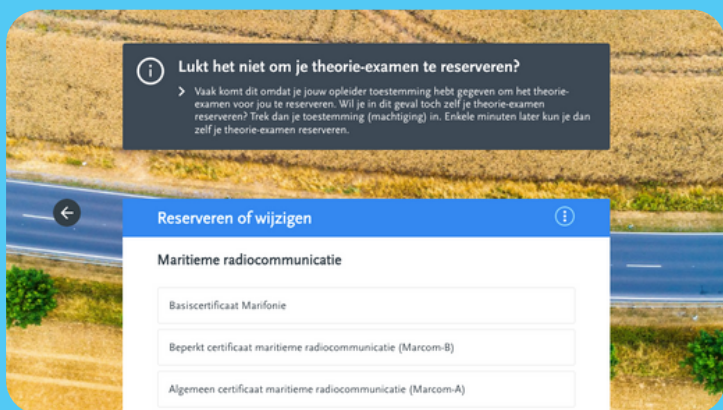 Lukt het niet om je theorie-examen te reserveren?
Vaak komt dit omdat je jouw opleider toestemming hebt gegeven om het theorie-
examen voor jou te reserveren. Wil je in dit geval toch zelf je theorie-examen
reserveren? Trek dan je toestemming (machtiging) in. Enkele minuten later kun je dan
zelf je theorie-examen reserveren.
Reserveren of wijzigen
Maritieme radiocommunicatie
Basiscertificaat Marifonie
Beperkt certificaat maritieme radiocommunicatie (Marcom-B)
Algemeen certificaat maritieme radiocommunicatie (Marcom-A)